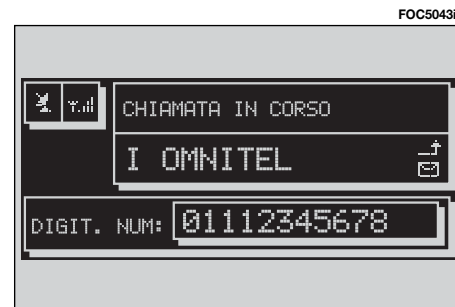 FOC5043i
CHIAMATA IN CORSO
I OMNITEL
DIGIT. NUM: 01112345678